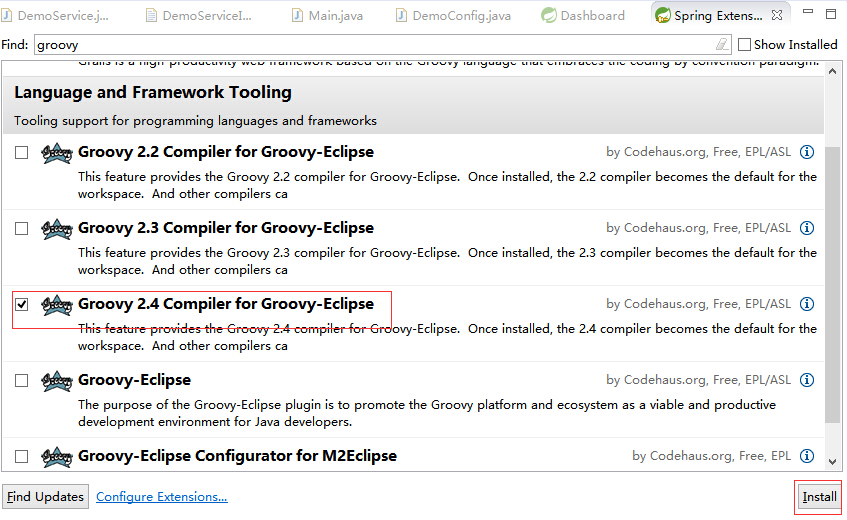 DemoService.j... DemoServiceI... Main.java DemoConfig.java Dashboard Spring Extens...
Find: groovy Show Installed
Grails is a high-productivity web framework based on the Groovy language that embraces the coding by convention paradigm.
Language and Framework Tooling
Tooling support for programming languages and frameworks
Groovy 2.2 Compiler for Groovy-Eclipse by Codehaus.org, Free, EPL/ASL
This feature provides the Groovy 2.2 compiler for Groovy-Eclipse. Once installed, the 2.2 compiler becomes the default for the
workspace. And other compilers ca
Groovy 2.3 Compiler for Groovy-Eclipse by Codehaus.org, Free, EPL/ASL
This feature provides the Groovy 2.3 compiler for Groovy-Eclipse. Once installed, the 2.3 compiler becomes the default for the
workspace. And other compilers ca
Groovy 2.4 Compiler for Groovy-Eclipse by Codehaus.org, Free, EPL/ASL
This feature provides the Groovy 2.4 compiler for Groovy-Eclipse. Once installed, the 2.4 compiler becomes the default for the
workspace. And other compilers ca
Groovy-Eclipse by Codehaus.org, Free, EPL/ASL
The purpose of the Groovy-Eclipse plugin is to promote the Groovy platform and ecosystem as a viable and productive
development environment for Java developers.
Groovy-Eclipse Configurator for M2Eclipse by Codehaus.org, Free, EPL
Find Updates Configure Extensions... Install